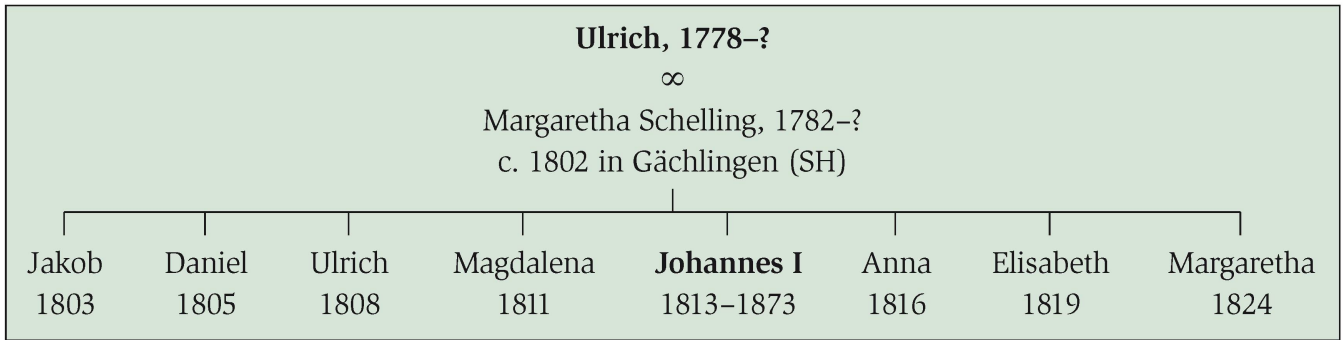 Ulrich, 1778–?
∞
Margaretha Schelling, 1782–?
c. 1802 in Gächlingen (SH)
Jakob Daniel Ulrich Magdalena Johannes I Anna Elisabeth Margaretha
1803 1805 1808 1811 1813–1873 1816 1819 1824